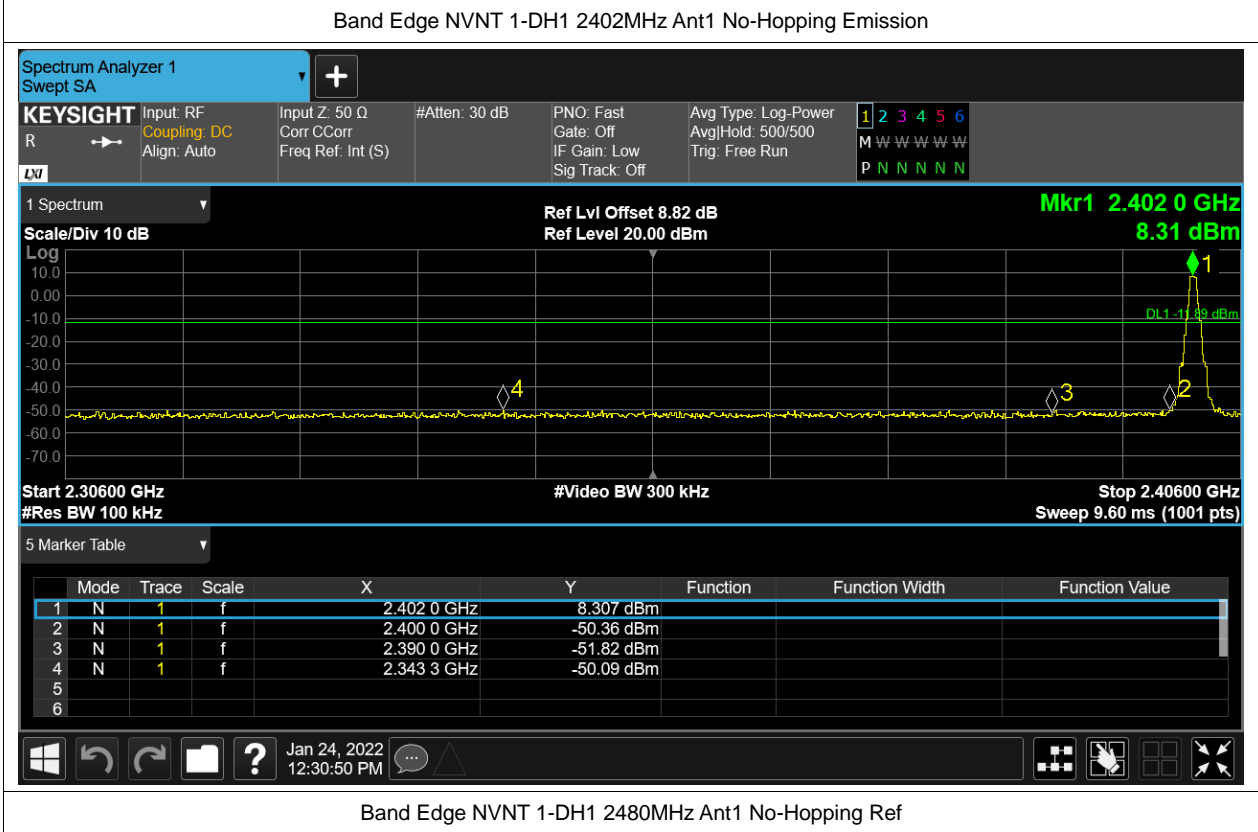 Band Edge NVNT 1-DH1 2402MHz Ant1 No-Hopping Emission
Spectrum Analyzer 1
Swept SA
KEYSIGHT Input: RF Input Z: 50 Ω #Atten: 30 dB PNO: Fast Avg Type: Log-Power 1 2 3 4 5 6
R Coupling: DC Corr CCorr Gate: Off Avg|Hold: 500/500 M W W W W W
Align: Auto Freq Ref: Int (S) IF Gain: Low Trig: Free Run
LXI Sig Track: Off P N N N N N
1 Spectrum Ref Lvl Offset 8.82 dB Mkr1 2.402 0 GHz
Scale/Div 10 dB Ref Level 20.00 dBm 8.31 dBm
Log
10.0
0.00
-10.0
-20.0
-30.0
-40.0
-50.0
-60.0
-70.0
1
DL1 -11.89 dBm
4
3
2
Start 2.30600 GHz #Video BW 300 kHz Stop 2.40600 GHz
#Res BW 100 kHz Sweep 9.60 ms (1001 pts)
5 Marker Table
Mode Trace Scale X Y Function Function Width Function Value
1 N 1 f 2.402 0 GHz 8.307 dBm
2 N 1 f 2.400 0 GHz -50.36 dBm
3 N 1 f 2.390 0 GHz -51.82 dBm
4 N 1 f 2.343 3 GHz -50.09 dBm
5
6
? Jan 24, 2022
12:30:50 PM
Band Edge NVNT 1-DH1 2480MHz Ant1 No-Hopping Ref